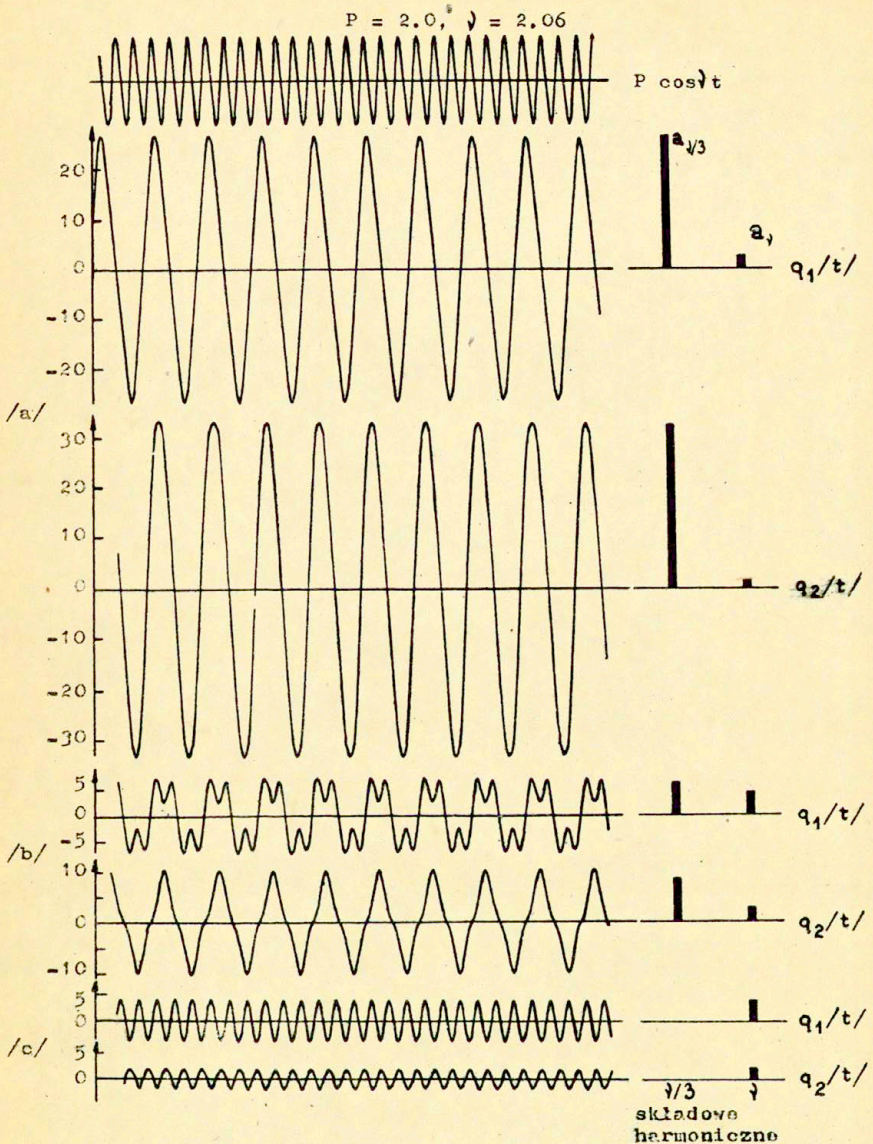 P = 2.0, ν = 2.06
P cosνt
20
10
0
-10
-20
a ν/3
a ν
q₁/t/
/a/
30
20
10
0
-10
-20
-30
q₂/t/
/b/
5
0
-5
q₁/t/
10
0
-10
q₂/t/
/c/
5
0
q₁/t/
5
0
q₂/t/
ν/3
ν
składowe
harmoniczne